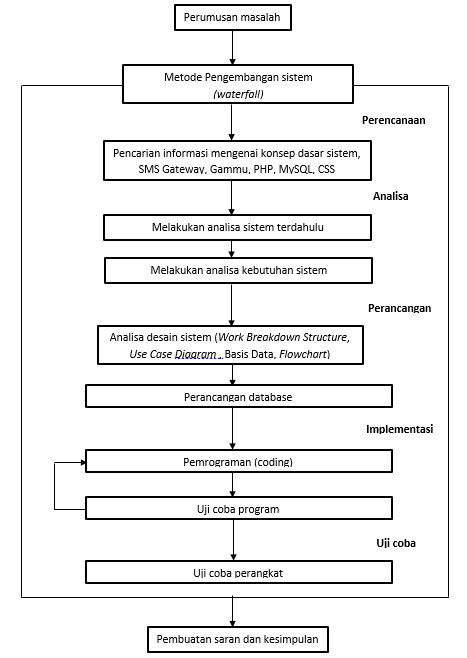 Perumusan masalah
Metode Pengembangan sistem
(waterfall)
Perencanaan
Pencarian informasi mengenai konsep dasar sistem,
SMS Gateway, Gammu, PHP, MySQL, CSS
Analisa
Melakukan analisa sistem terdahulu
Melakukan analisa kebutuhan sistem
Perancangan
Analisa desain sistem (Work Breakdown Structure,
Use Case Diagram , Basis Data, Flowchart)
Perancangan database
Implementasi
Pemrograman (coding)
Uji coba program
Uji coba
Uji coba perangkat
Pembuatan saran dan kesimpulan